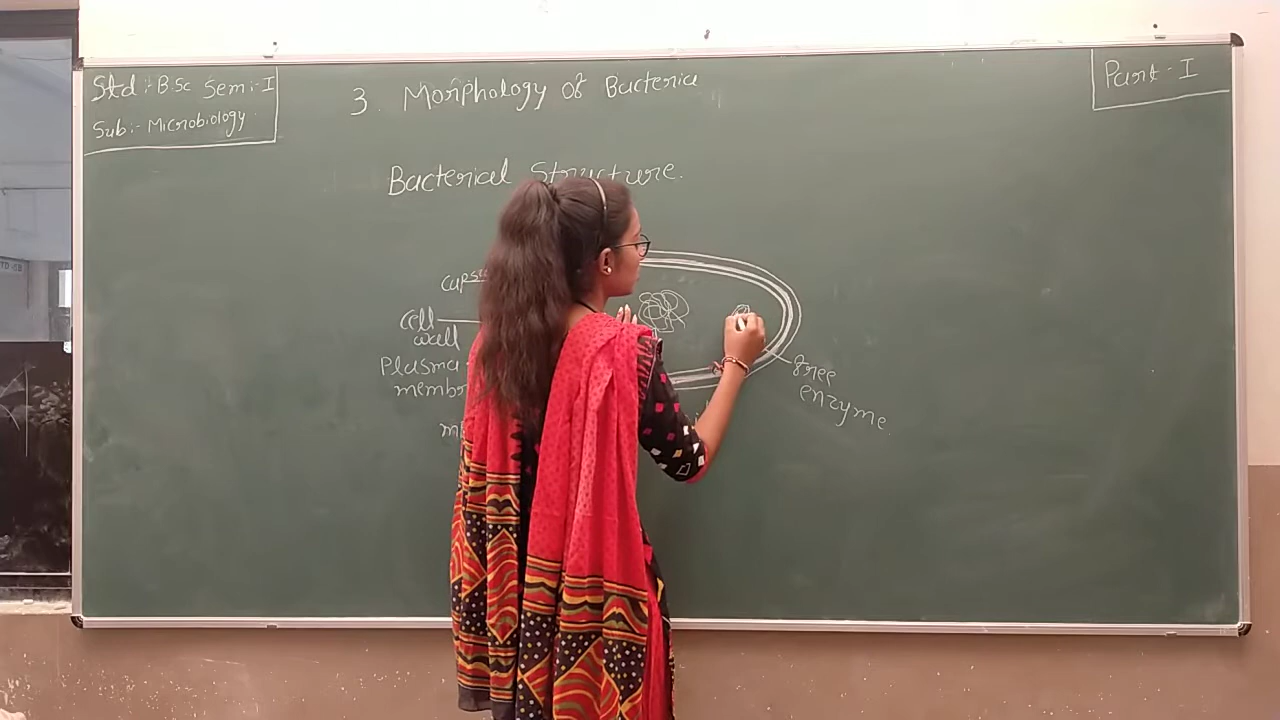 Std:- B.Sc Sem:-I
Sub:- Microbiology
3. Morphology of Bacteria
Part-I
Bacterial Structure.
Cell
wall
Plasma
free
enzyme